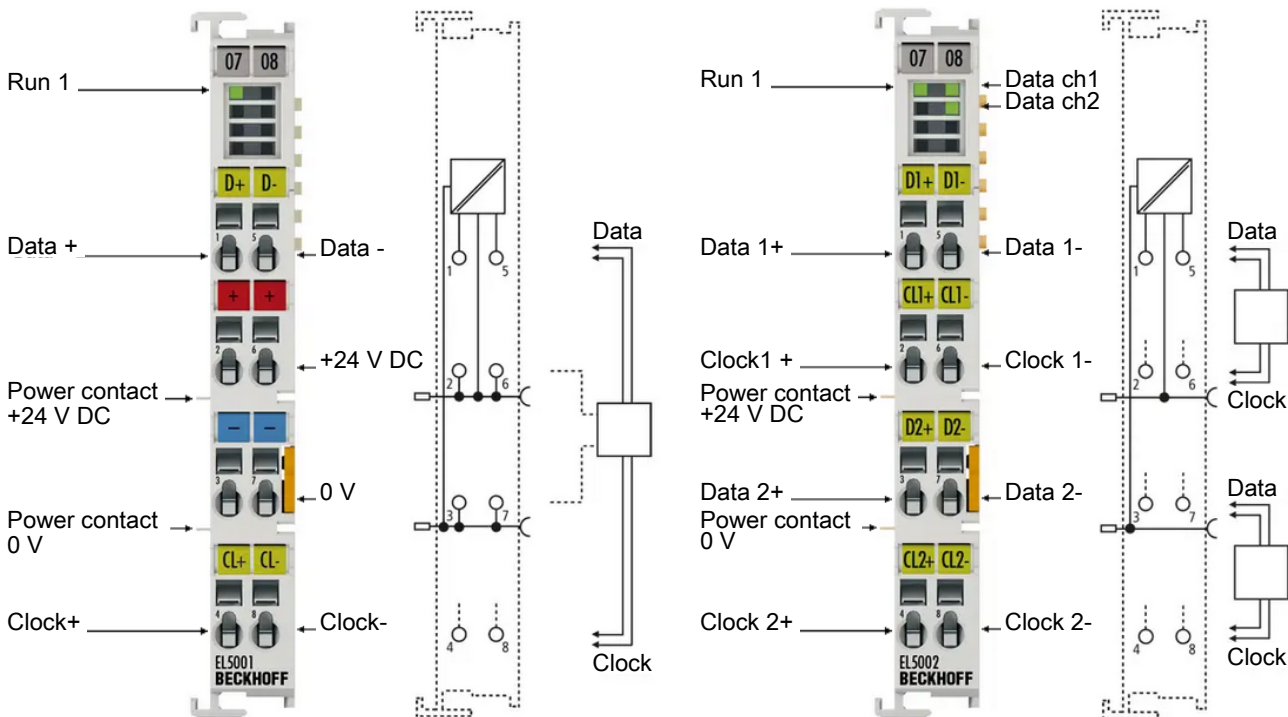 07 08
Run 1
D+ D-
1 5
Data +
Data -
+ +
2 6
+24 V DC
Power contact
+24 V DC
− −
3 7
0 V
Power contact
0 V
CL+ CL-
4 8
Clock+
Clock-
EL5001
BECKHOFF
1 5
2 6
3 7
4 8
Data
Clock
07 08
Run 1
Data ch1
Data ch2
D1+ D1-
1 5
Data 1+
Data 1-
CL1+ CL1-
2 6
Clock1 +
Clock 1-
Power contact
+24 V DC
D2+ D2-
3 7
Data 2+
Data 2-
Power contact
0 V
CL2+ CL2-
4 8
Clock 2+
Clock 2-
EL5002
BECKHOFF
1 5
2 6
3 7
4 8
Data
Clock
Data
Clock